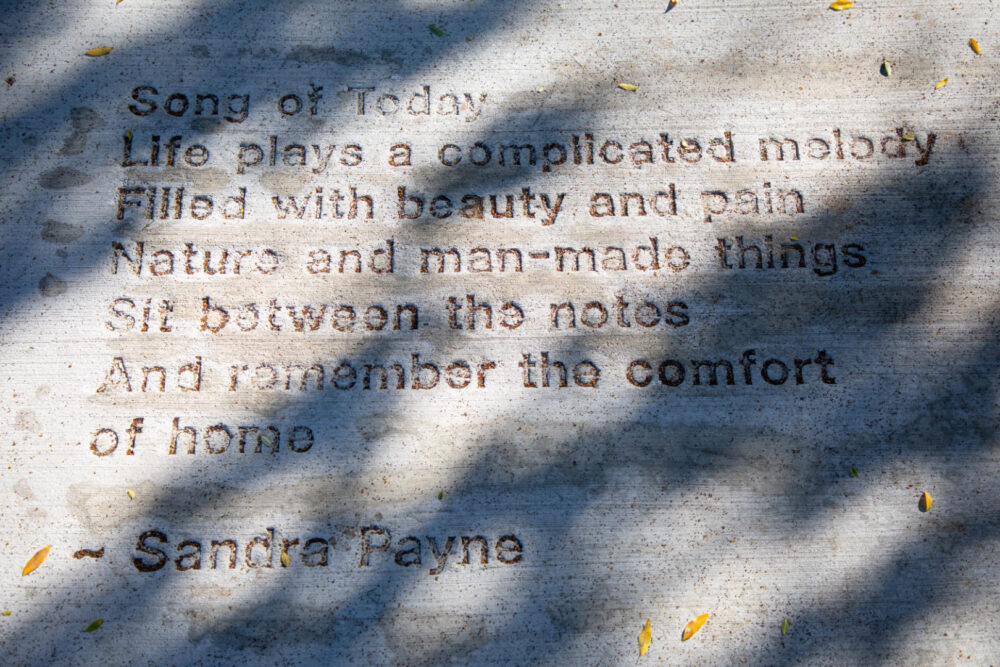 Song of Today
Life plays a complicated melody
Filled with beauty and pain
Nature and man-made things
Sit between the notes
And remember the comfort
of home
~ Sandra Payne